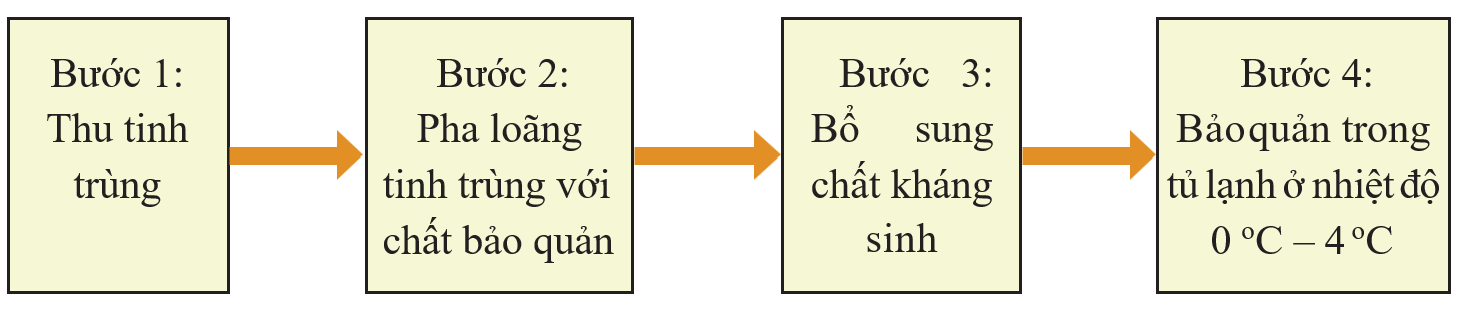 Bước 1:
Thu tinh
trùng
Bước 2:
Pha loãng
tinh trùng với
chất bảo quản
Bước 3:
Bổ sung
chất kháng
sinh
Bước 4:
Bảo quản trong
tủ lạnh ở nhiệt độ
0 ºC – 4 ºC